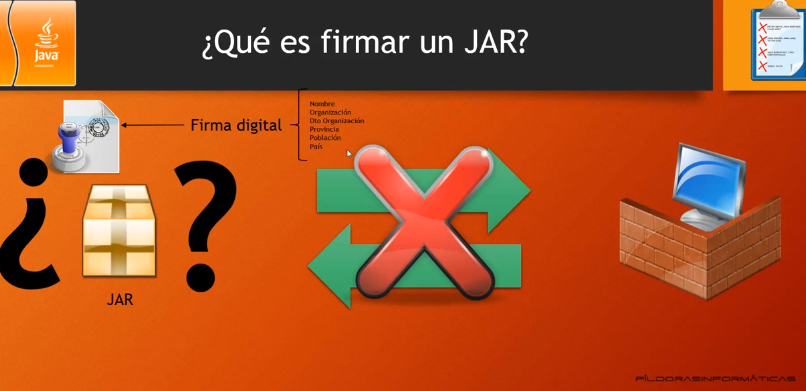 ¿Qué es firmar un JAR?
Java
Firma digital
Nombre
Organización
Dto Organización
Provincia
Población
País
¿
?
JAR
PÍLDORASINFORMÁTICAS